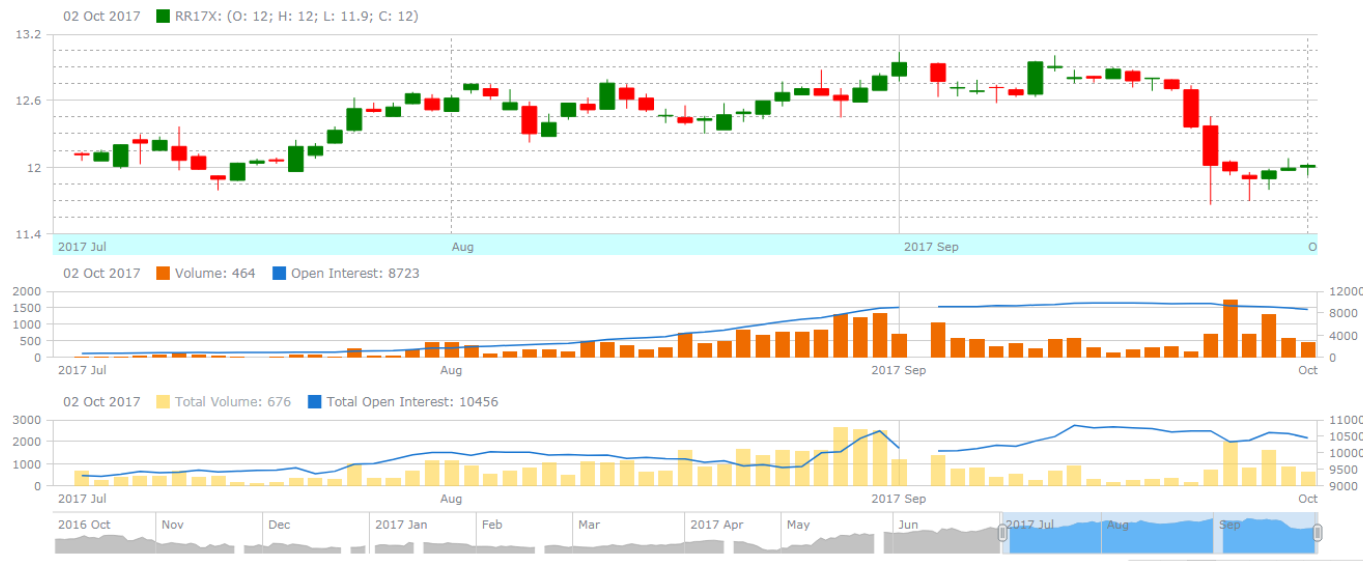 02 Oct 2017 RR17X: (O: 12; H: 12; L: 11.9; C: 12)
13.2
12.6
12
11.4
2017 Jul Aug 2017 Sep O
02 Oct 2017 Volume: 464 Open Interest: 8723
2000 12000
1500 8000
1000
500 4000
0 0
2017 Jul Aug 2017 Sep Oct
02 Oct 2017 Total Volume: 676 Total Open Interest: 10456
3000 11000
10500
2000 10000
1000 9500
0 9000
2017 Jul Aug 2017 Sep Oct
2016 Oct Nov Dec 2017 Jan Feb Mar 2017 Apr May Jun 2017 Jul Aug Sep